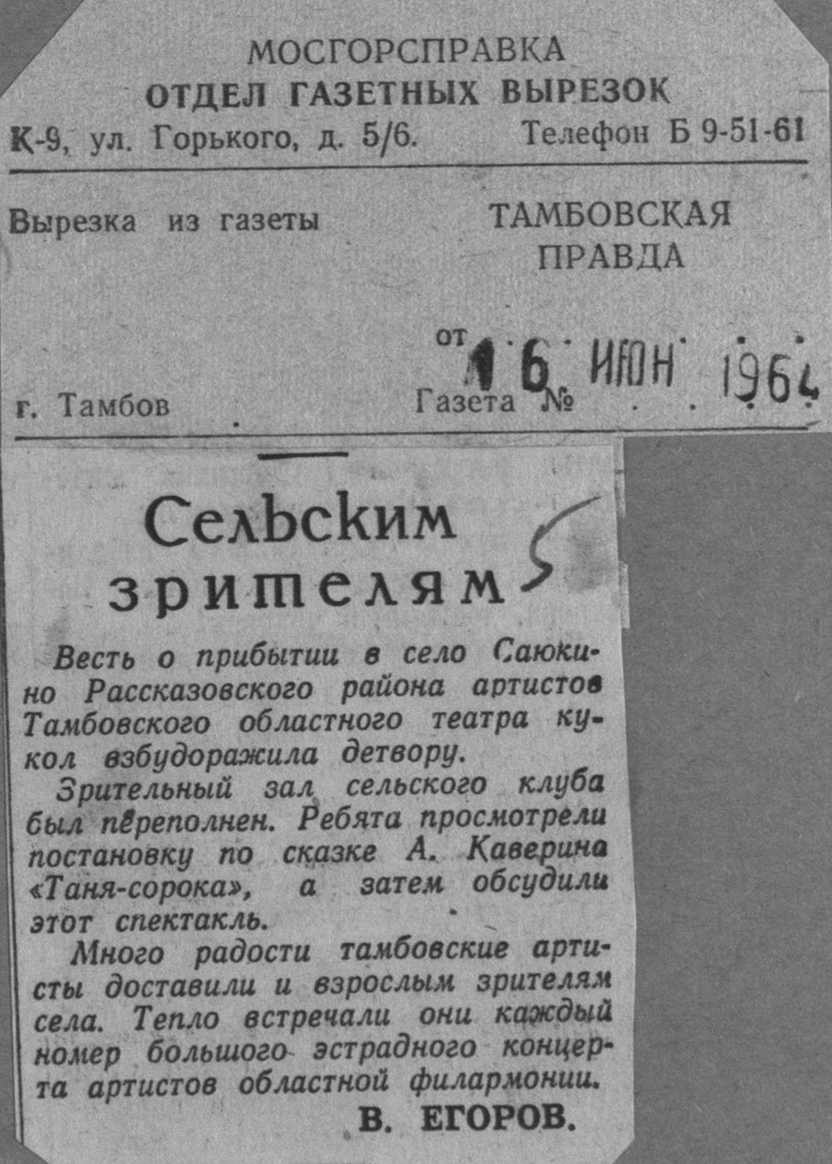 МОСГОРСПРАВКА
ОТДЕЛ ГАЗЕТНЫХ ВЫРЕЗОК
К-9, ул. Горького, д. 5/6. Телефон Б 9-51-61
Вырезка из газеты ТАМБОВСКАЯ
ПРАВДА
от 16 ИЮН 1964
г. Тамбов Газета №
Сельским
зрителям
5
Весть о прибытии в село Саюки-
но Рассказовского района артистов
Тамбовского областного театра ку-
кол взбудоражила детвору.
Зрительный зал сельского клуба
был переполнен. Ребята просмотрели
постановку по сказке А. Каверина
«Таня-сорока», а затем обсудили
этот спектакль.
Много радости тамбовские арти-
сты доставили и взрослым зрителям
села. Тепло встречали они каждый
номер большого эстрадного концер-
та артистов областной филармонии.
В. ЕГОРОВ.